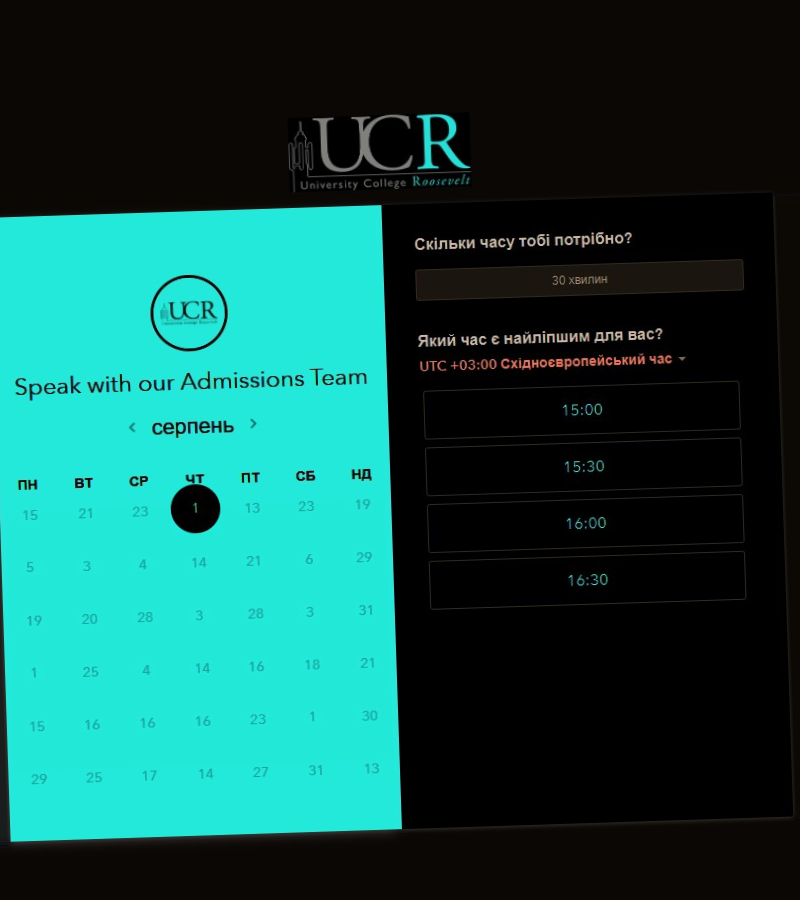 UCR
University College Roosevelt
UCR
Speak with our Admissions Team
серпень
ПН ВТ СР ЧТ ПТ СБ НД
15 21 23 1 13 23 19
5 3 4 14 21 6 29
19 20 28 3 28 3 31
1 25 4 14 16 18 21
15 16 16 16 23 1 30
29 25 17 14 27 31 13
Скільки часу тобі потрібно?
30 хвилин
Який час є найліпшим для вас?
UTC +03:00 Східноєвропейський час
15:00
15:30
16:00
16:30